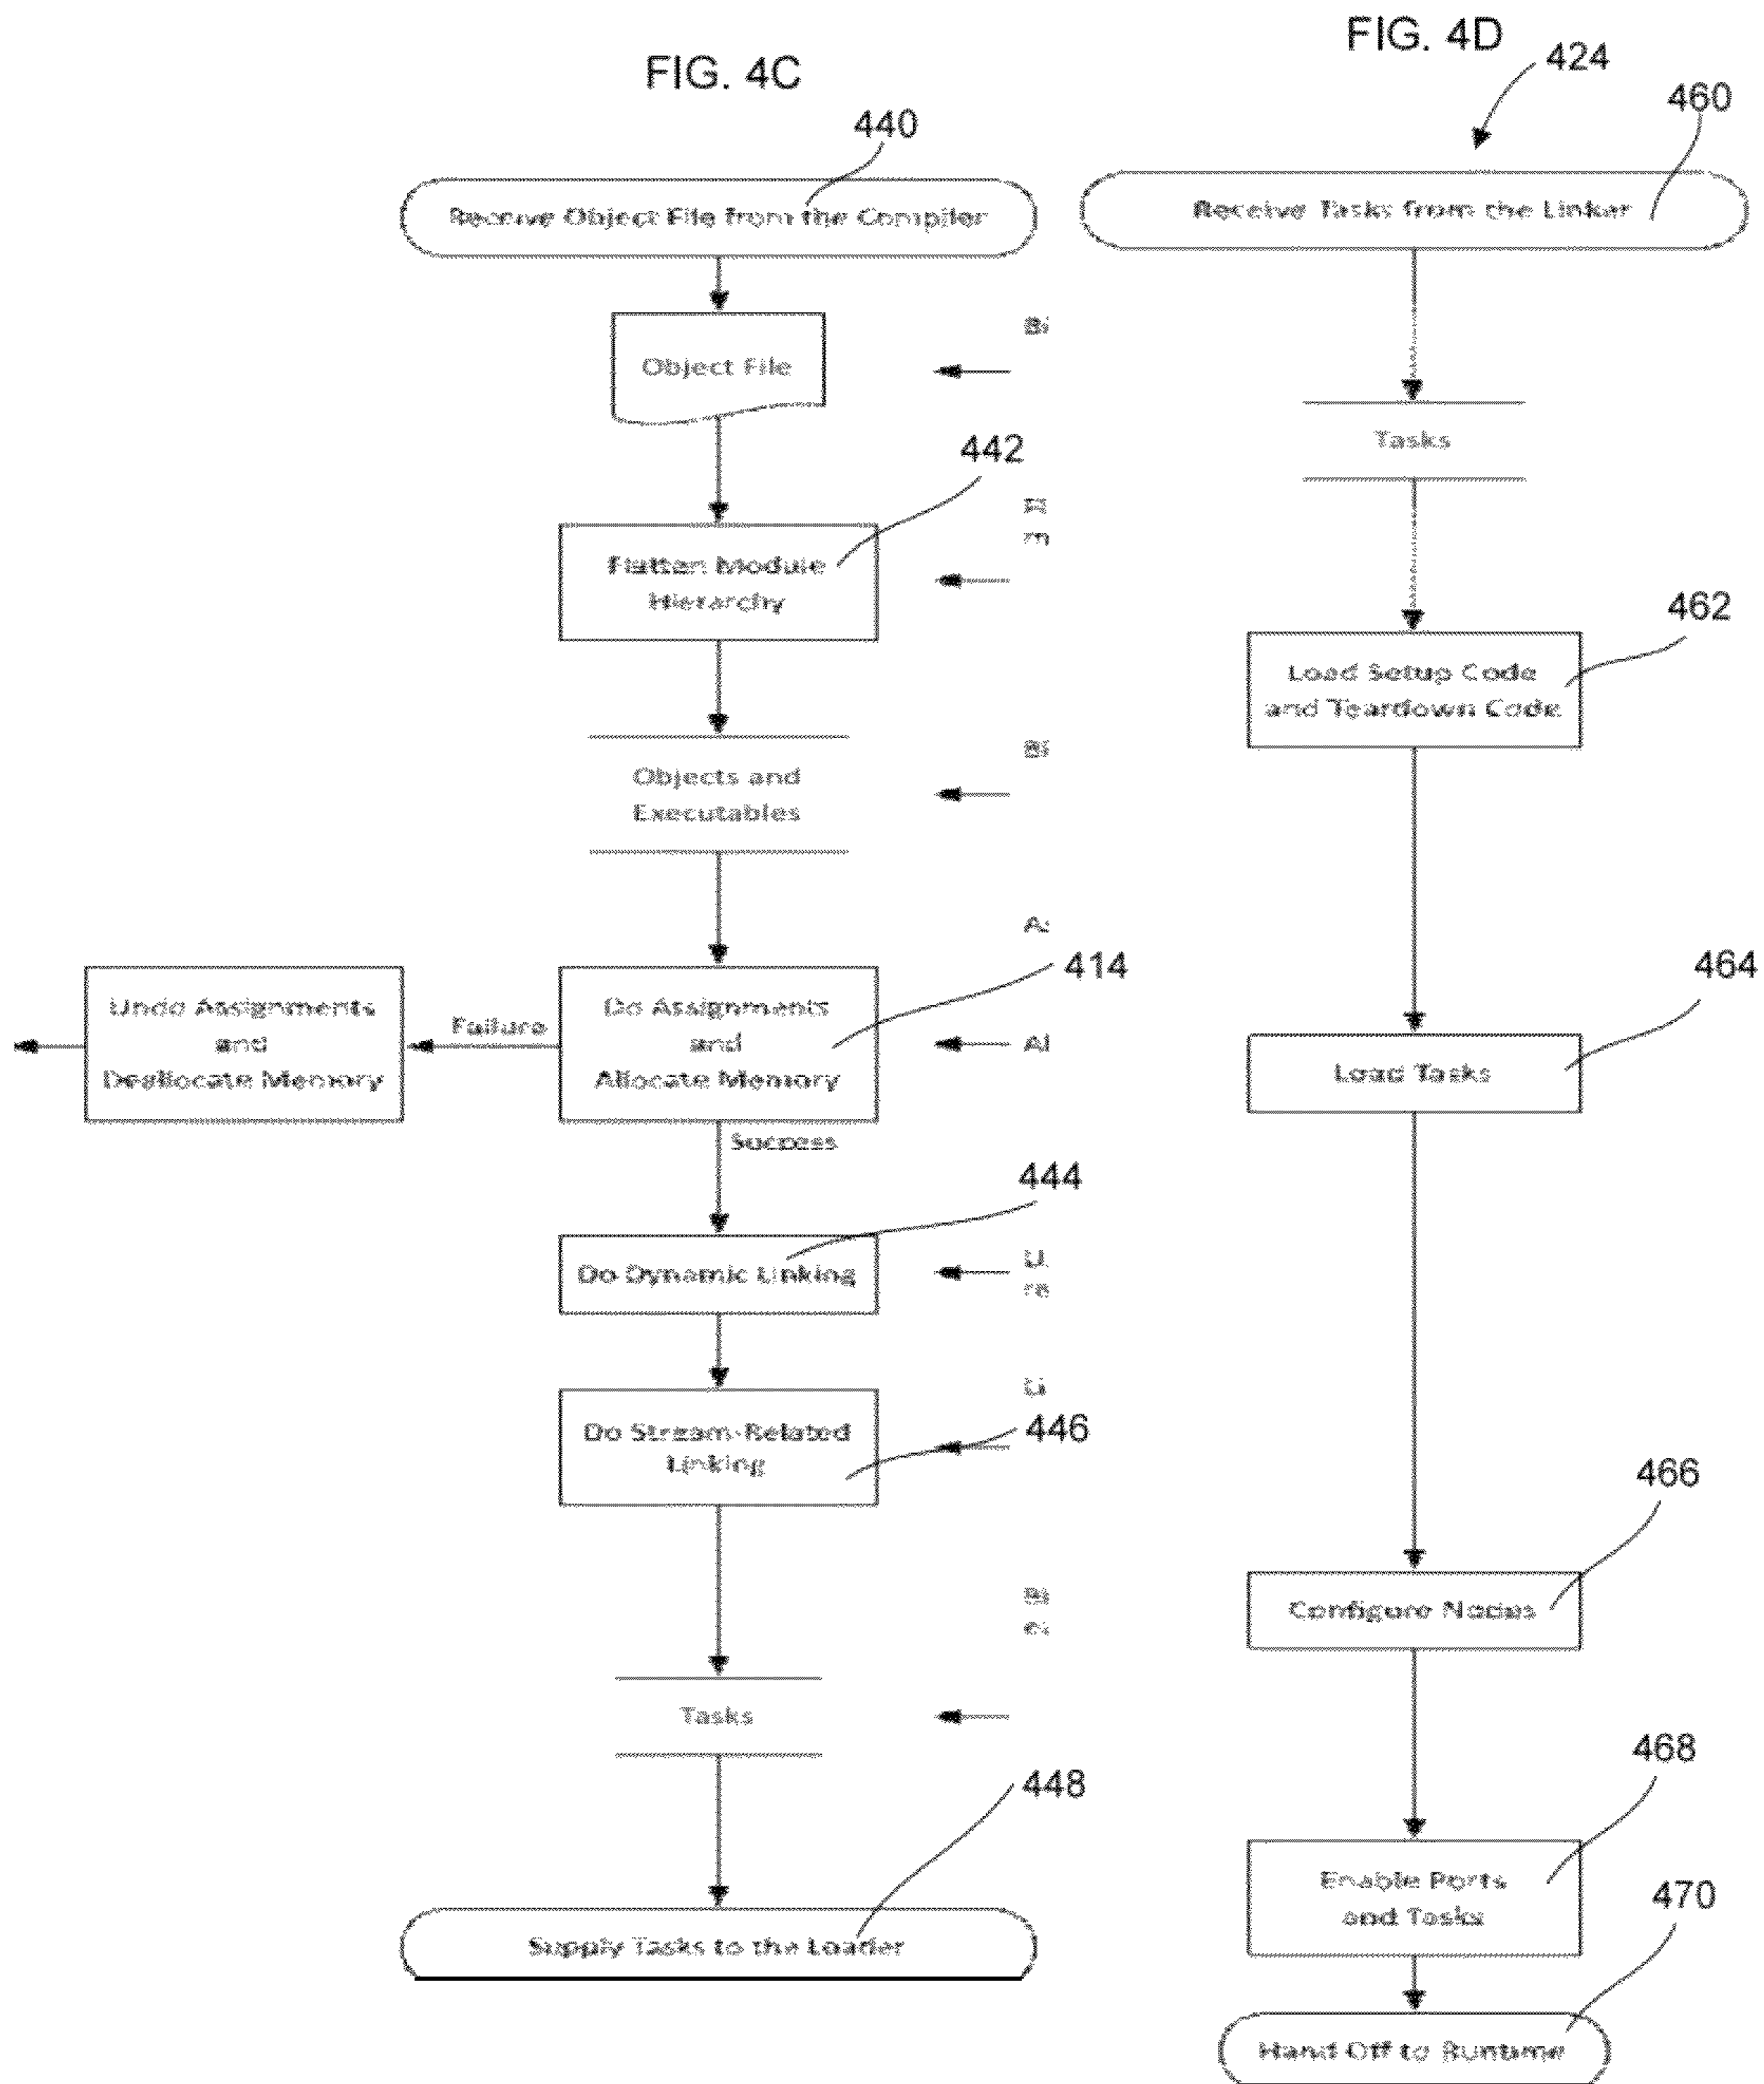 FIG. 4C
440
Receive Object File from the Compiler
Object File
442
Flatten Module
Hierarchy
Objects and
Executables
414
Do Assignments
and
Allocate Memory
Failure
Undo Assignments
and
Deallocate Memory
Success
444
Do Dynamic Linking
446
Do Stream-Related
Linking
Tasks
448
Supply Tasks to the Loader
FIG. 4D
424
460
Receive Tasks from the Linker
Tasks
462
Load Setup Code
and Teardown Code
464
Load Tasks
466
Configure Nodes
468
Enable Ports
and Tasks
470
Hand Off to Runtime